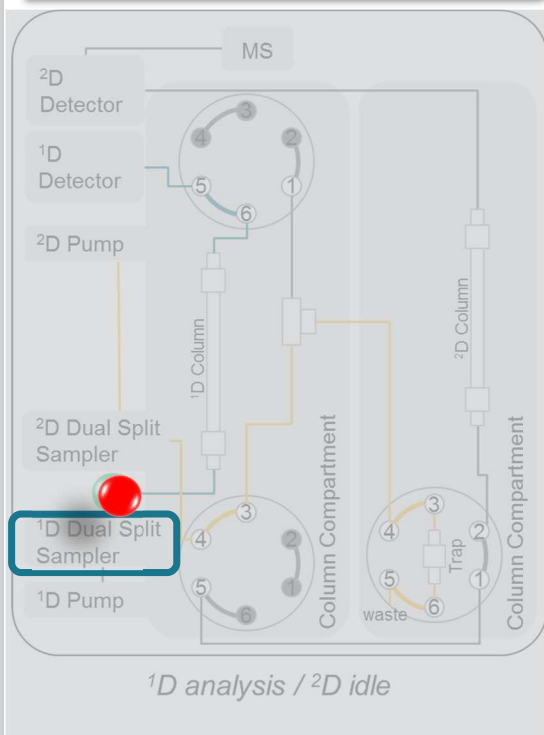 MS
²D
Detector
¹D
Detector
²D Pump
3
4
2
5
1
6
¹D Column
²D Column
²D Dual Split
Sampler
¹D Dual Split
Sampler
¹D Pump
3
4
2
5
1
6
Column Compartment
3
4
2
Trap
5
1
6
waste
Column Compartment
¹D analysis / ²D idle